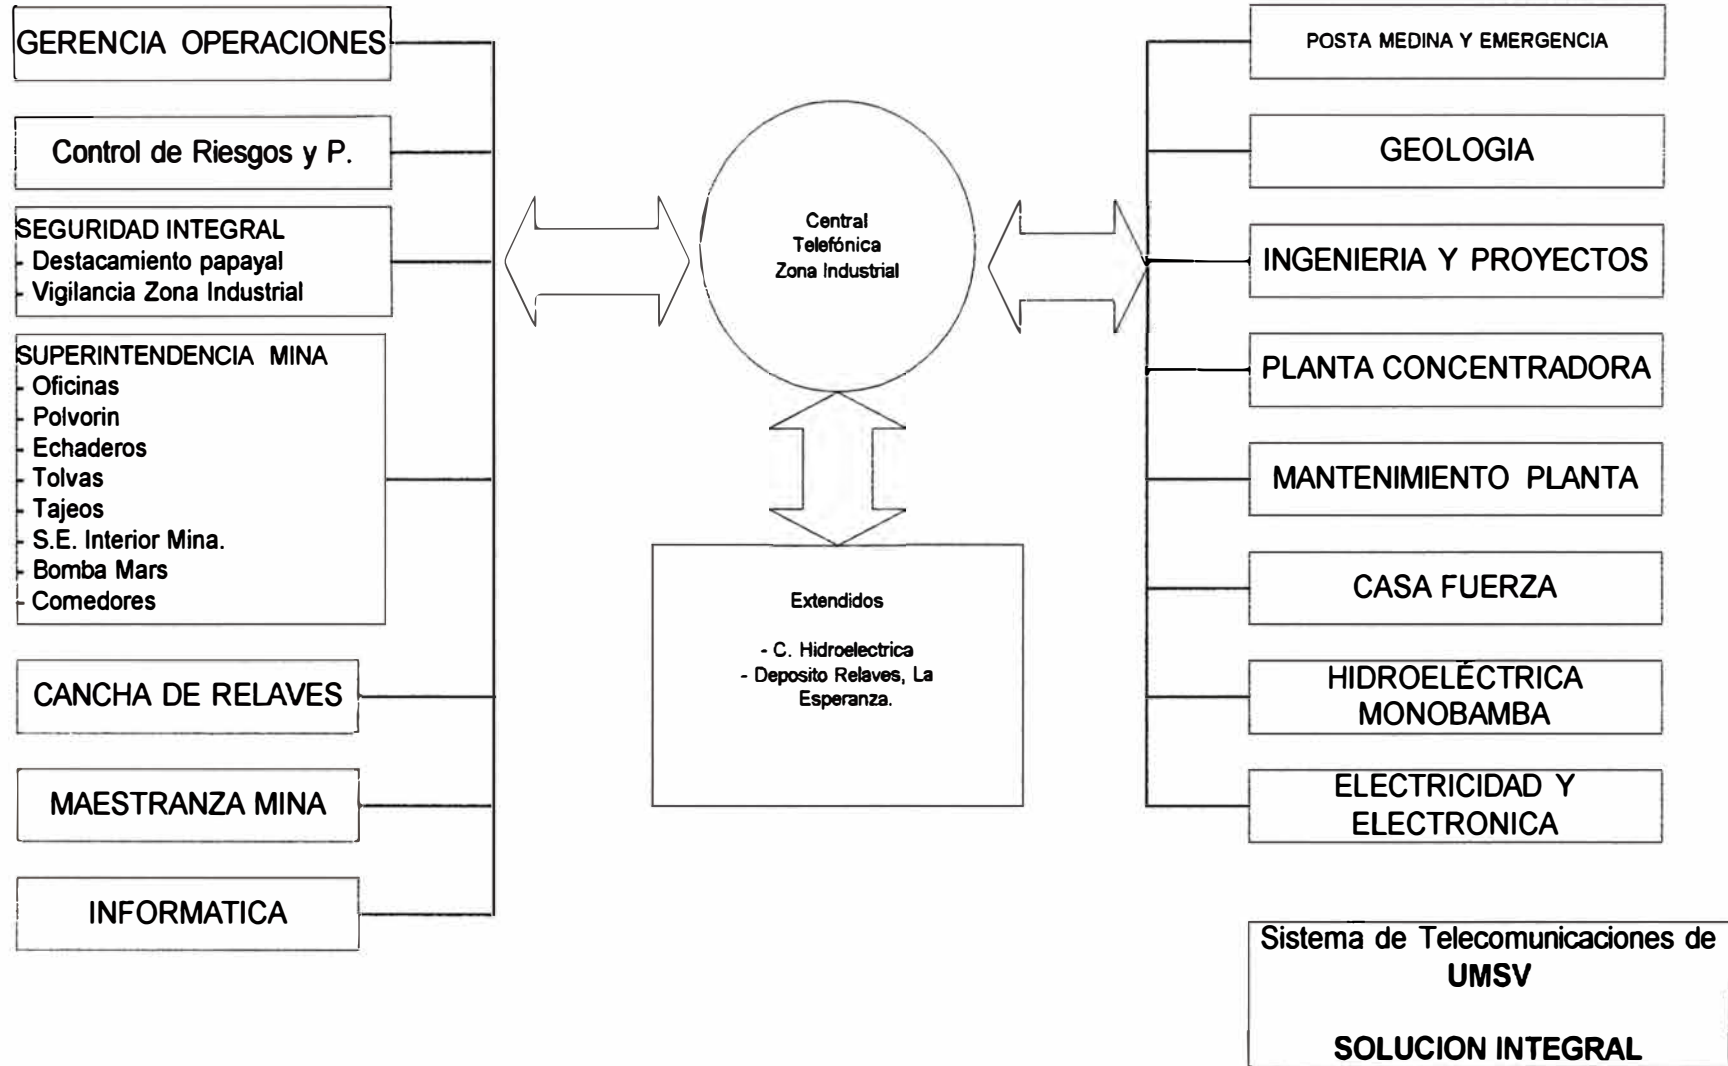 GERENCIA OPERACIONES
Control de Riesgos y P.
SEGURIDAD INTEGRAL
- Destacamiento papayal
- Vigilancia Zona Industrial
SUPERINTENDENCIA MINA
- Oficinas
- Polvorin
- Echaderos
- Tolvas
- Tajeos
- S.E. Interior Mina.
- Bomba Mars
- Comedores
CANCHA DE RELAVES
MAESTRANZA MINA
INFORMATICA
Central
Telefónica
Zona Industrial
Extendidos
- C. Hidroelectrica
- Deposito Relaves, La
Esperanza.
POSTA MEDINA Y EMERGENCIA
GEOLOGIA
INGENIERIA Y PROYECTOS
PLANTA CONCENTRADORA
MANTENIMIENTO PLANTA
CASA FUERZA
HIDROELÉCTRICA
MONOBAMBA
ELECTRICIDAD Y
ELECTRONICA
Sistema de Telecomunicaciones de
UMSV
SOLUCION INTEGRAL